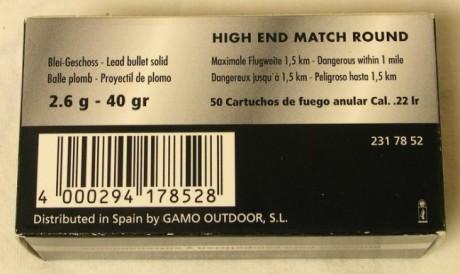 HIGH END MATCH ROUND
Blei-Geschoss - Lead bullet solid
Balle plomb - Proyectil de plomo
Maximale Flugweite 1,5 km - Dangerous within 1 mile
Dangereux jusqu'à 1,5 km - Peligroso hasta 1,5 km
2.6 g - 40 gr
50 Cartuchos de fuego anular Cal. .22 lr
231 78 52
4 000294 178528
Distributed in Spain by GAMO OUTDOOR, S.L.